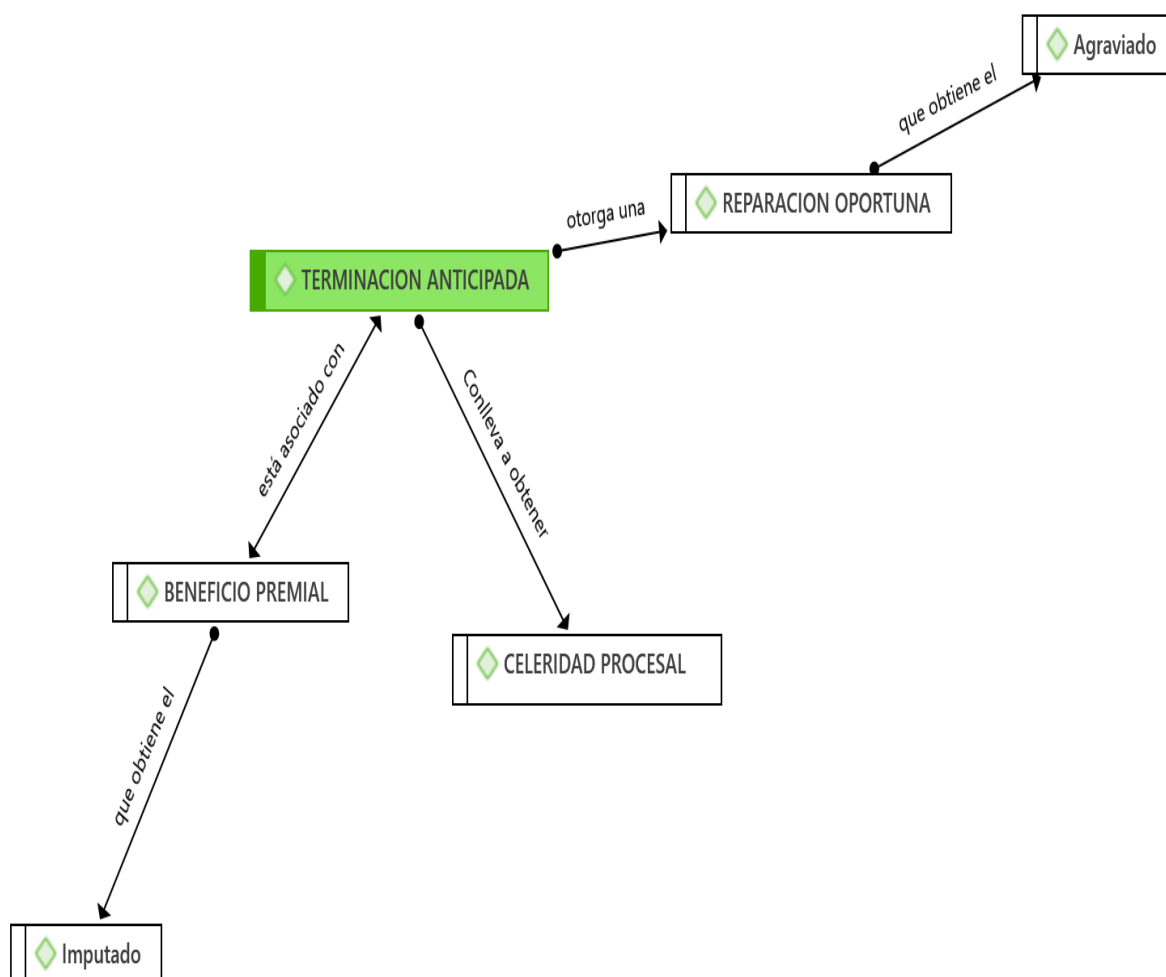 Agraviado
que obtiene el
REPARACION OPORTUNA
otorga una
TERMINACION ANTICIPADA
está asociado con
Conlleva a obtener
BENEFICIO PREMIAL
CELERIDAD PROCESAL
que obtiene el
Imputado